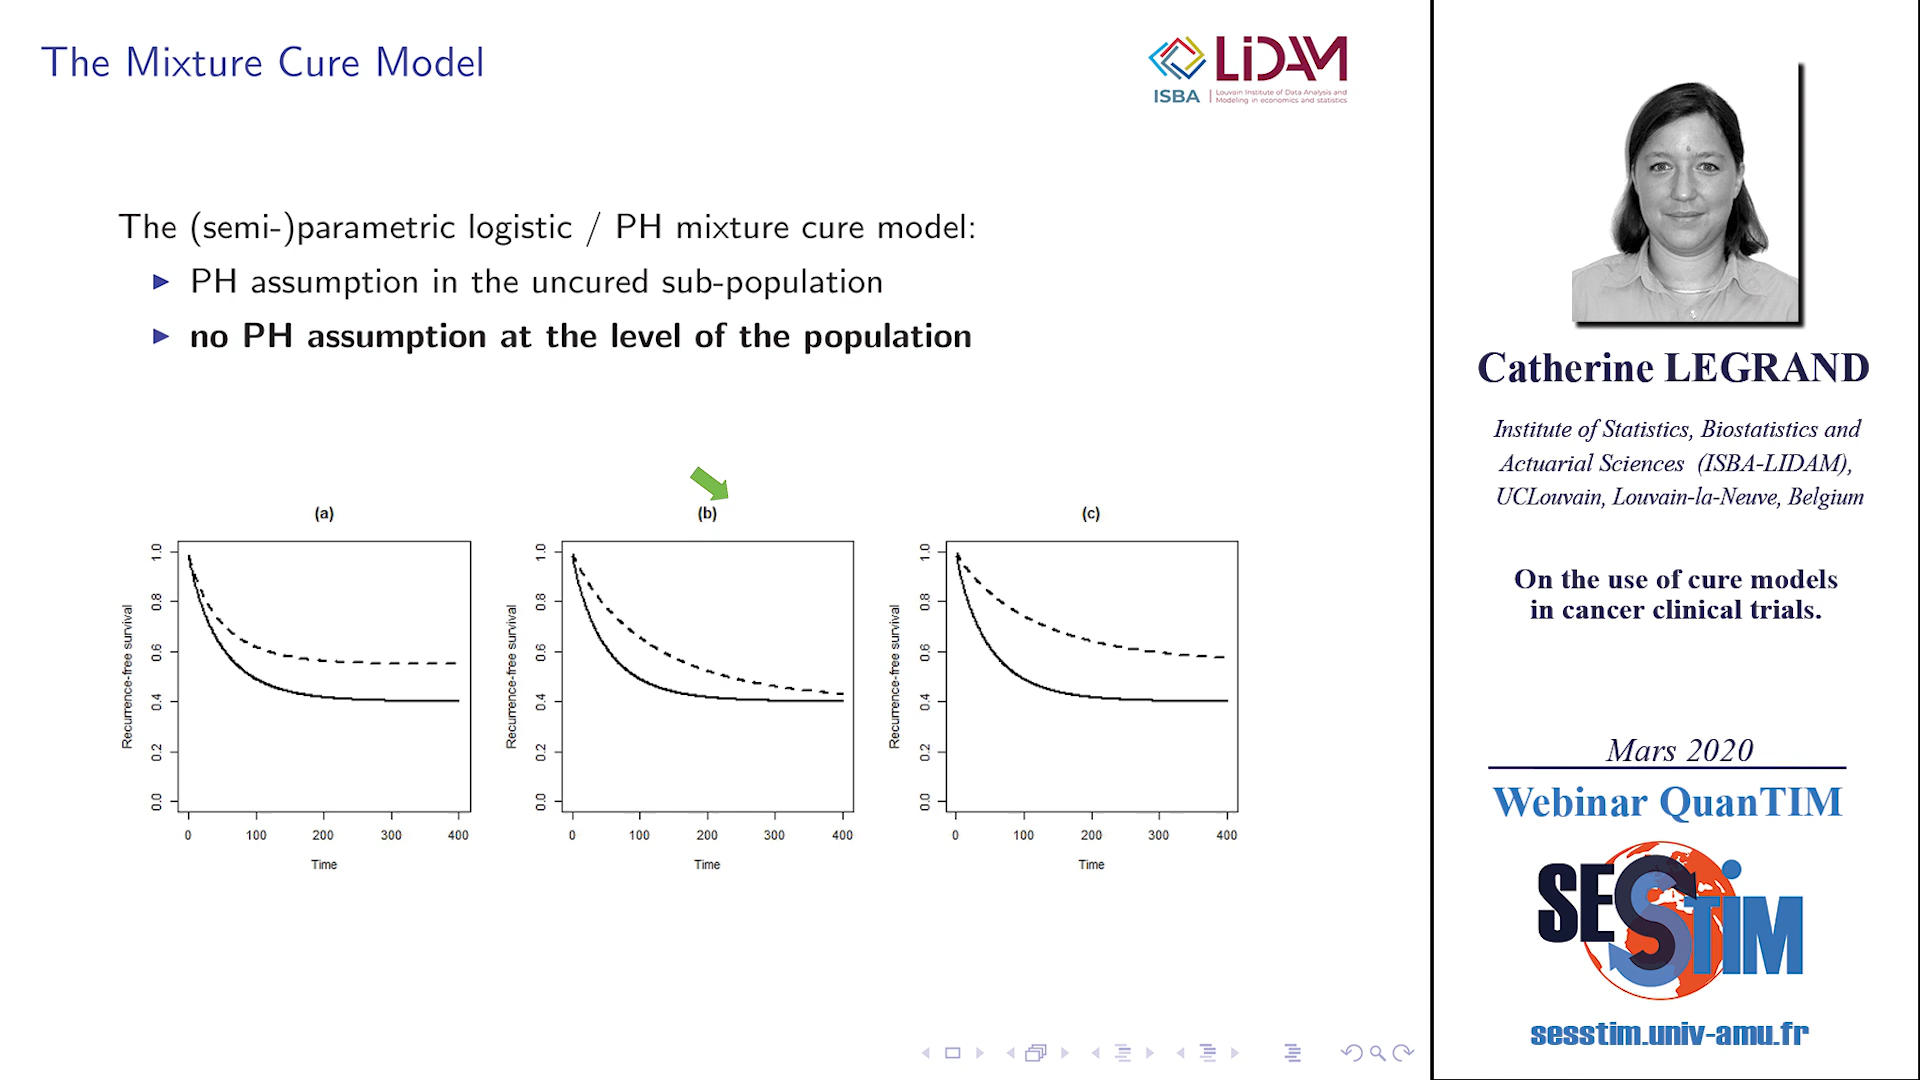 The Mixture Cure Model
LiDAM
ISBA
Louvain Institute of Data Analysis and
Modeling in economics and statistics
The (semi-)parametric logistic / PH mixture cure model:
PH assumption in the uncured sub-population
no PH assumption at the level of the population
(a)
Recurrence-free survival
1.0
0.8
0.6
0.4
0.2
0.0
0 100 200 300 400
Time
(b)
Recurrence-free survival
1.0
0.8
0.6
0.4
0.2
0.0
0 100 200 300 400
Time
(c)
Recurrence-free survival
1.0
0.8
0.6
0.4
0.2
0.0
0 100 200 300 400
Time
Catherine LEGRAND
Institute of Statistics, Biostatistics and
Actuarial Sciences (ISBA-LIDAM),
UCLouvain, Louvain-la-Neuve, Belgium
On the use of cure models
in cancer clinical trials.
Mars 2020
Webinar QuanTIM
SESSTIM
sesstim.univ-amu.fr